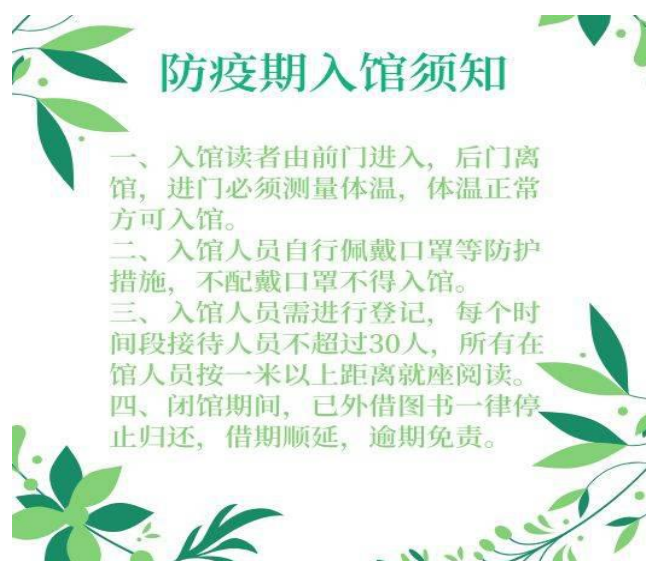 防疫期入馆须知
一、入馆读者由前门进入，后门离
馆，进门必须测量体温，体温正常
方可入馆。
二、入馆人员自行佩戴口罩等防护
措施，不配戴口罩不得入馆。
三、入馆人员需进行登记，每个时
间段接待人员不超过30人，所有在
馆人员按一米以上距离就座阅读。
四、闭馆期间，已外借图书一律停
止归还，借期顺延，逾期免责。